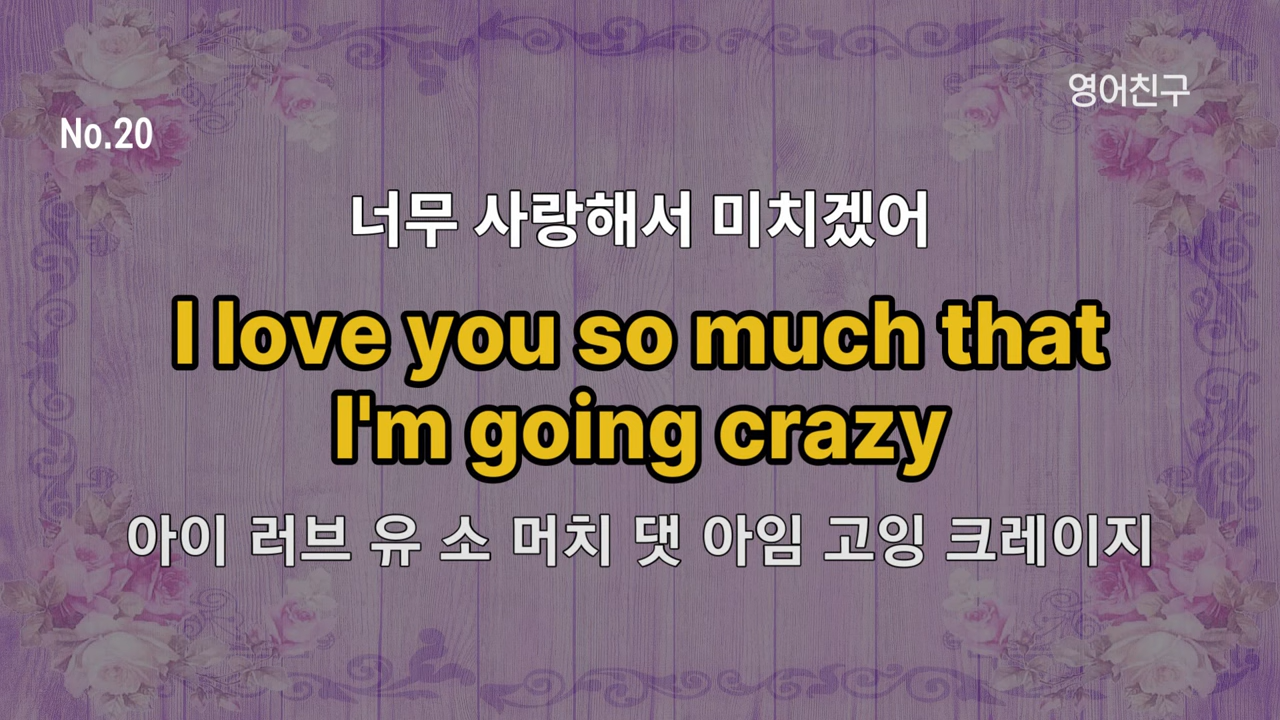 영어친구
No.20
너무 사랑해서 미치겠어
I love you so much that
I'm going crazy
아이 러브 유 소 머치 댓 아임 고잉 크레이지